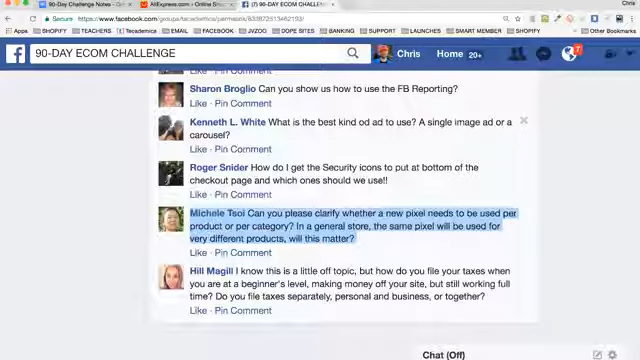 90-Day Challenge Notes
AliExpress.com - Online Sho
(7) 90-DAY ECOM CHALLENG
Chris
Secure
https://www.facebook.com/groups/tacademics/permalink/
Apps
SHOPIFY
TEACHERS
Tecademics
FACEBOOK
JVZOO
DOPE SITES
BANKING
SUPPORT
LAUNCHES
SMART MEMBER
SHOPIFY
Other Bookmarks
90-DAY ECOM CHALLENGE
Chris
Home 20+
7
Like · Pin Comment
Sharon Broglio Can you show us how to use the FB Reporting?
Like · Pin Comment
Kenneth L. White What is the best kind od ad to use? A single image ad or a
carousel?
Like · Pin Comment
Roger Snider How do I get the Security icons to put at bottom of the
checkout page and which ones should we use!!
Like · Pin Comment
Michele Tsoi Can you please clarify whether a new pixel needs to be used per
product or per category? In a general store, the same pixel will be used for
very different products, will this matter?
Like · Pin Comment
Hill Magill I know this is a little off topic, but how do you file your taxes when
you are at a beginner's level, making money off your site, but still working full
time? Do you file taxes separately, personal and business, or together?
Like · Pin Comment
Chat (Off)